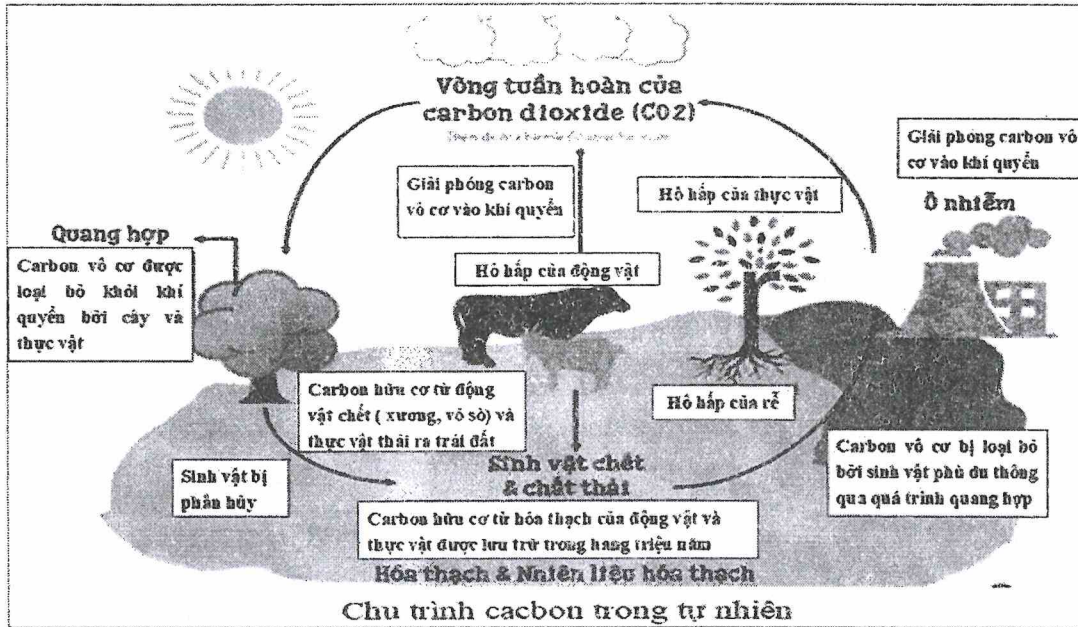 Vòng tuần hoàn của
carbon dioxide (CO2)
Giải phóng carbon vô
cơ vào khí quyển
Giải phóng carbon
vô cơ vào khí quyển
Hô hấp của thực vật
Ô nhiễm
Quang hợp
Carbon vô cơ được
loại bỏ khỏi khí
quyển bởi cây và
thực vật
Hô hấp của động vật
Carbon hữu cơ từ động
vật chết ( xương, vỏ sò) và
thực vật thải ra trái đất
Hô hấp của rễ
Carbon vô cơ bị loại bỏ
bởi sinh vật phù du thông
qua quá trình quang hợp
Sinh vật bị
phân hủy
Sinh vật chết
& chất thải
Carbon hữu cơ từ hóa thạch của động vật và
thực vật được lưu trữ trong hang triệu năm
Hóa thạch & Nhiên liệu hóa thạch
Chu trình cacbon trong tự nhiên